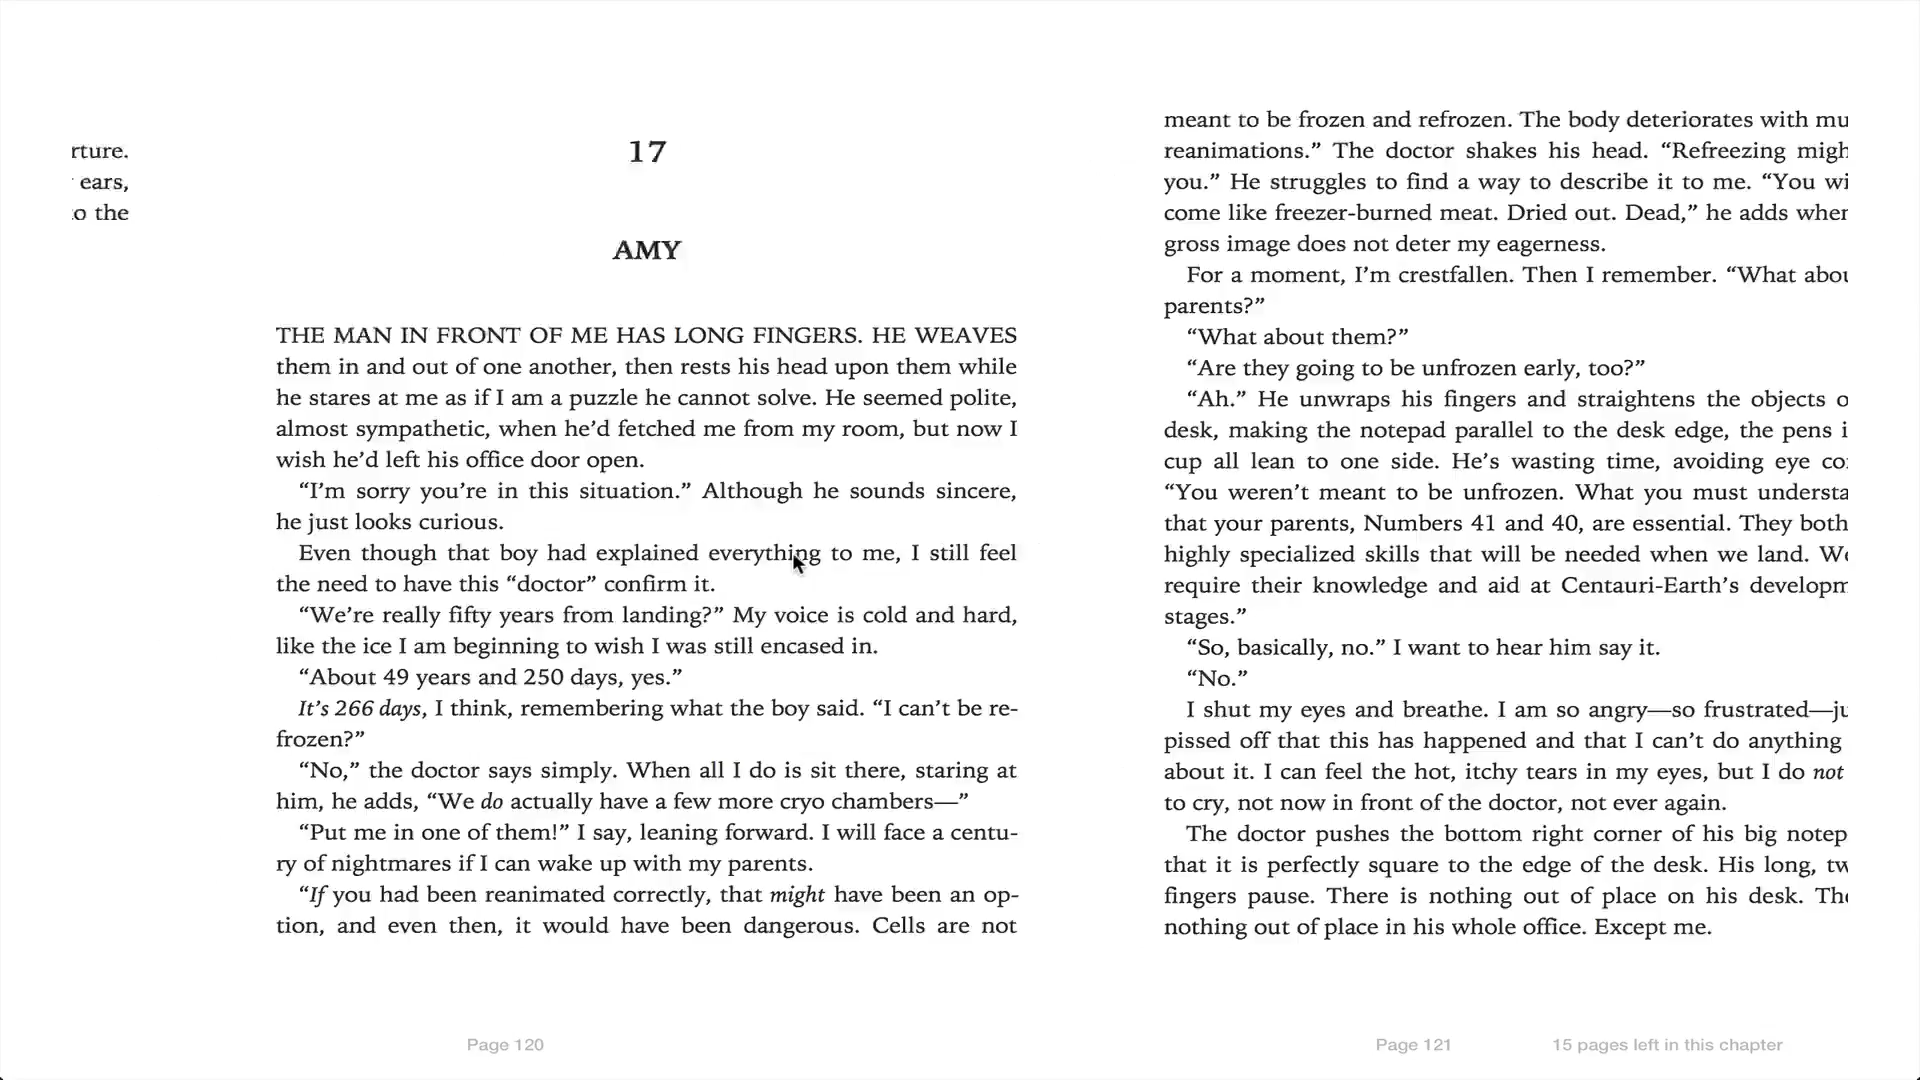 rture.
ears,
o the
17
AMY
THE MAN IN FRONT OF ME HAS LONG FINGERS. HE WEAVES
them in and out of one another, then rests his head upon them while
he stares at me as if I am a puzzle he cannot solve. He seemed polite,
almost sympathetic, when he’d fetched me from my room, but now I
wish he’d left his office door open.
“I’m sorry you’re in this situation.” Although he sounds sincere,
he just looks curious.
Even though that boy had explained everything to me, I still feel
the need to have this “doctor” confirm it.
“We’re really fifty years from landing?” My voice is cold and hard,
like the ice I am beginning to wish I was still encased in.
“About 49 years and 250 days, yes.”
It’s 266 days, I think, remembering what the boy said. “I can’t be re-
frozen?”
“No,” the doctor says simply. When all I do is sit there, staring at
him, he adds, “We do actually have a few more cryo chambers—”
“Put me in one of them!” I say, leaning forward. I will face a centu-
ry of nightmares if I can wake up with my parents.
“If you had been reanimated correctly, that might have been an op-
tion, and even then, it would have been dangerous. Cells are not
Page 120
meant to be frozen and refrozen. The body deteriorates with mu
reanimations.” The doctor shakes his head. “Refreezing migh
you.” He struggles to find a way to describe it to me. “You wi
come like freezer-burned meat. Dried out. Dead,” he adds wher
gross image does not deter my eagerness.
For a moment, I’m crestfallen. Then I remember. “What abou
parents?”
“What about them?”
“Are they going to be unfrozen early, too?”
“Ah.” He unwraps his fingers and straightens the objects o
desk, making the notepad parallel to the desk edge, the pens i
cup all lean to one side. He’s wasting time, avoiding eye co
“You weren’t meant to be unfrozen. What you must understa
that your parents, Numbers 41 and 40, are essential. They both
highly specialized skills that will be needed when we land. We
require their knowledge and aid at Centauri-Earth’s developm
stages.”
“So, basically, no.” I want to hear him say it.
“No.”
I shut my eyes and breathe. I am so angry—so frustrated—ju
pissed off that this has happened and that I can’t do anything
about it. I can feel the hot, itchy tears in my eyes, but I do not
to cry, not now in front of the doctor, not ever again.
The doctor pushes the bottom right corner of his big notep
that it is perfectly square to the edge of the desk. His long, tw
fingers pause. There is nothing out of place on his desk. The
nothing out of place in his whole office. Except me.
Page 121
15 pages left in this chapter